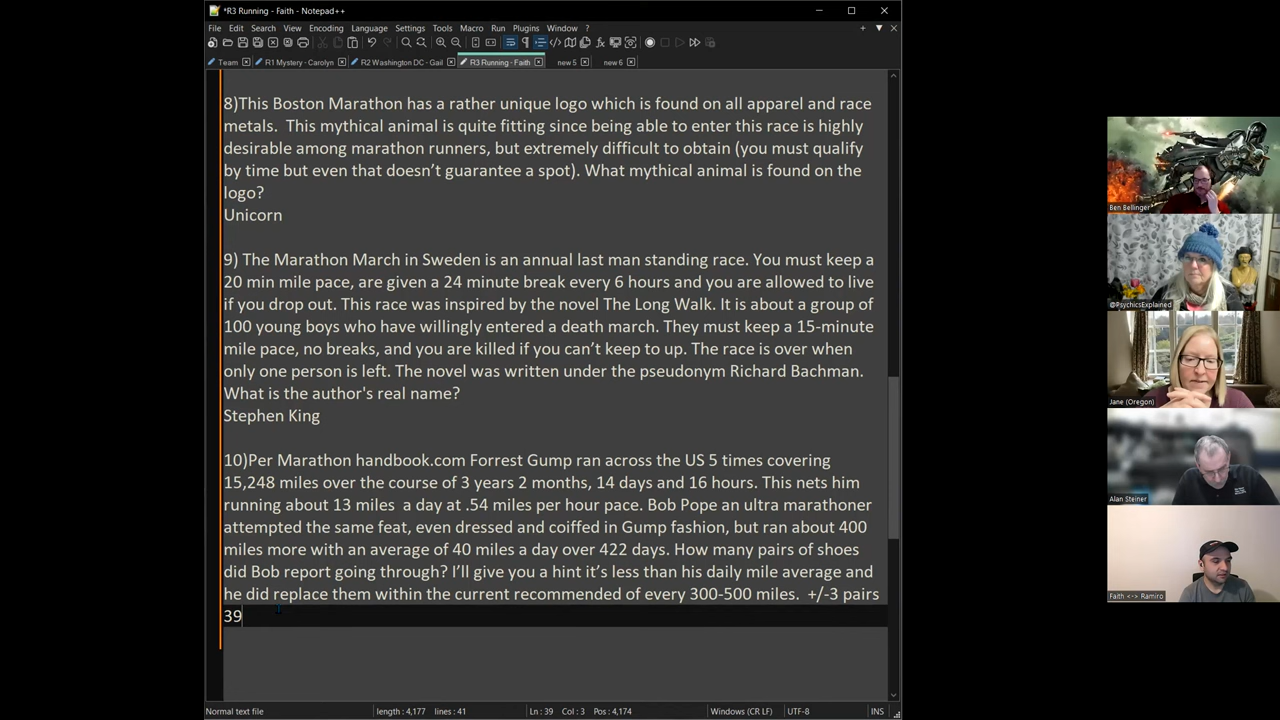 *R3 Running - Faith - Notepad++
File Edit Search View Encoding Language Settings Tools Macro Run Plugins Window ?
Team R1 Mystery - Carolyn R2 Washington DC - Gail R3 Running - Faith new 5 new 6
8)This Boston Marathon has a rather unique logo which is found on all apparel and race
metals.  This mythical animal is quite fitting since being able to enter this race is highly
desirable among marathon runners, but extremely difficult to obtain (you must qualify
by time but even that doesn’t guarantee a spot). What mythical animal is found on the
logo?
Unicorn
9) The Marathon March in Sweden is an annual last man standing race. You must keep a
20 min mile pace, are given a 24 minute break every 6 hours and you are allowed to live
if you drop out. This race was inspired by the novel The Long Walk. It is about a group of
100 young boys who have willingly entered a death march. They must keep a 15-minute
mile pace, no breaks, and you are killed if you can’t keep to up. The race is over when
only one person is left. The novel was written under the pseudonym Richard Bachman.
What is the author's real name?
Stephen King
10)Per Marathon handbook.com Forrest Gump ran across the US 5 times covering
15,248 miles over the course of 3 years 2 months, 14 days and 16 hours. This nets him
running about 13 miles  a day at .54 miles per hour pace. Bob Pope an ultra marathoner
attempted the same feat, even dressed and coiffed in Gump fashion, but ran about 400
miles more with an average of 40 miles a day over 422 days. How many pairs of shoes
did Bob report going through? I’ll give you a hint it’s less than his daily mile average and
he did replace them within the current recommended of every 300-500 miles.  +/-3 pairs
39
Normal text file length : 4,177 lines : 41 Ln : 39 Col : 3 Pos : 4,174 Windows (CR LF) UTF-8 INS
Ben Bellinger
@PsychicsExplained
Jane (Oregon)
Alan Steiner
Faith <-> Ramiro